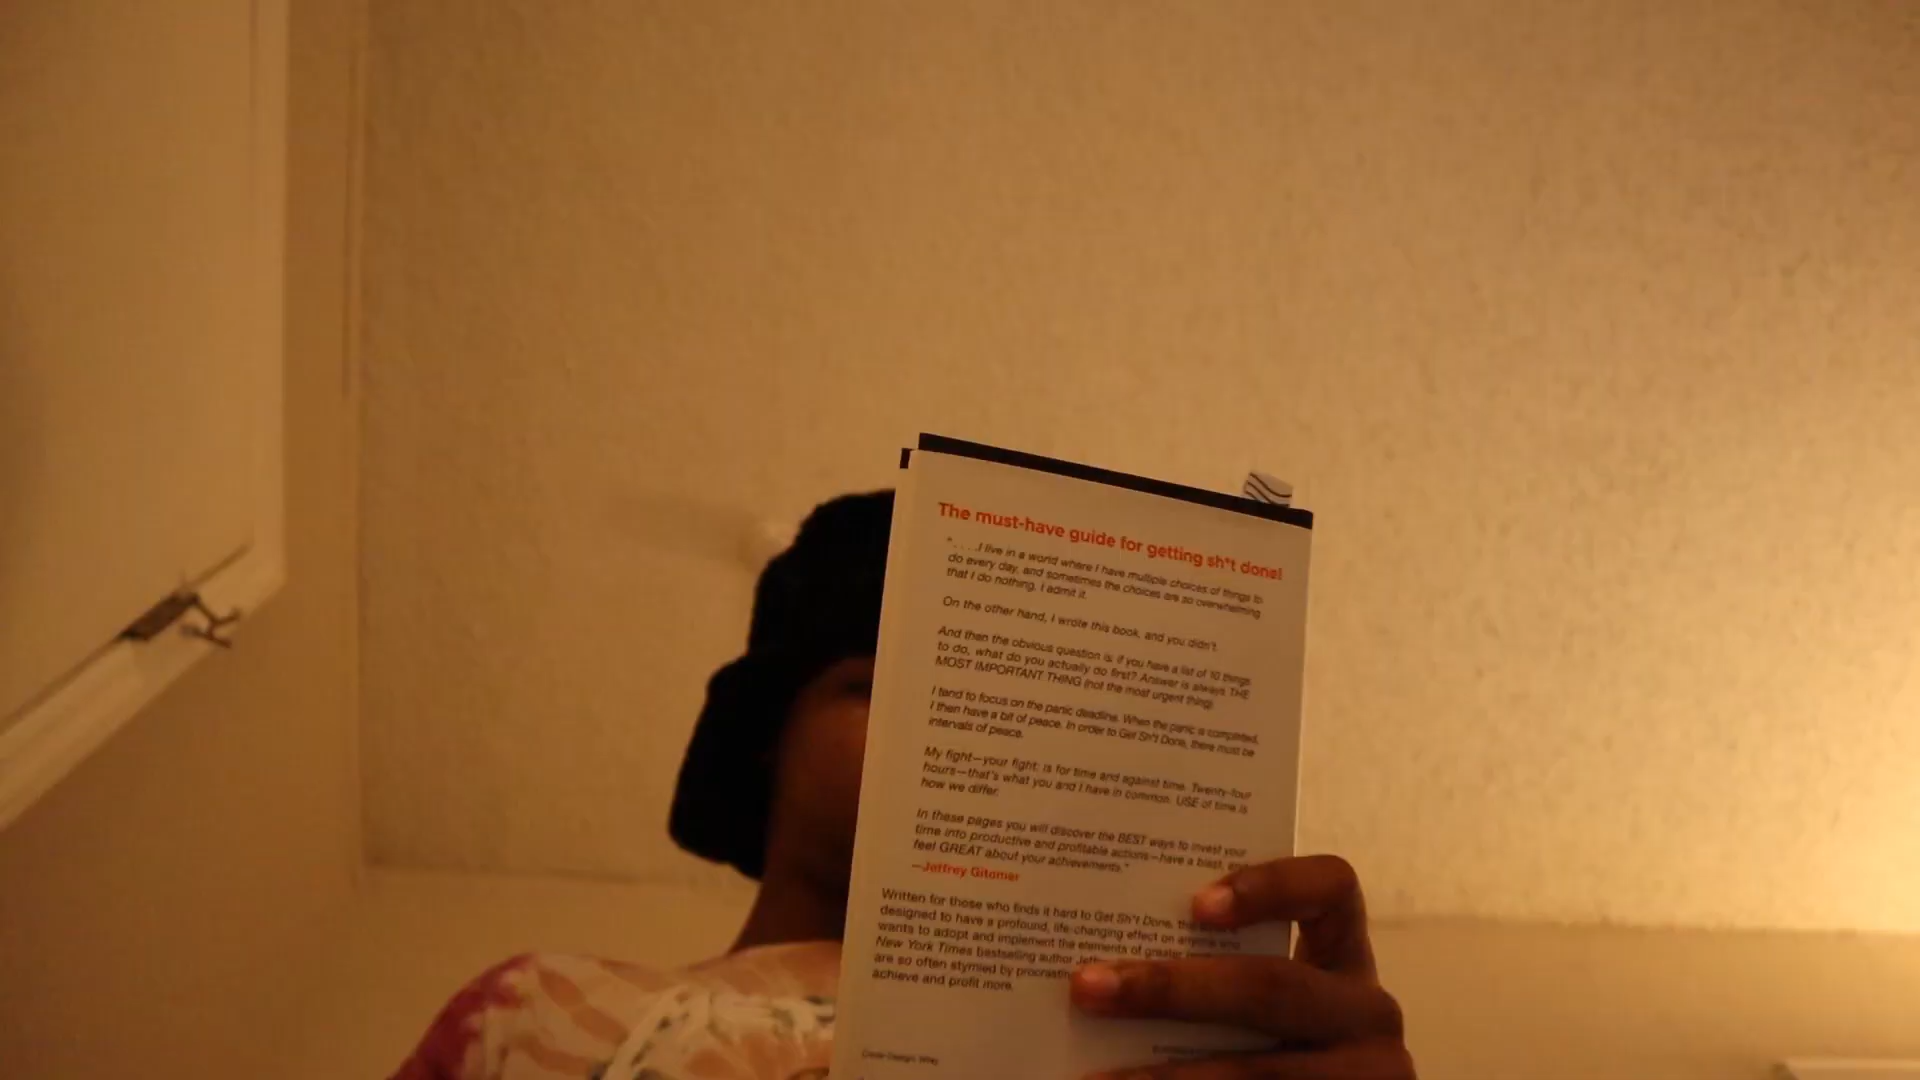 The must-have guide for getting sh*t done!
". . . .I live in a world where I have multiple choices of things to
do every day, and sometimes the choices are so overwhelming
that I do nothing. I admit it.
On the other hand, I wrote this book, and you didn't.
And then the obvious question is: if you have a list of 10 things
to do, what do you actually do first? Answer is always THE
MOST IMPORTANT THING (not the most urgent thing).
I tend to focus on the panic deadline. When the panic is completed,
I then have a bit of peace. In order to Get Sh*t Done, there must be
intervals of peace.
My fight—your fight: is for time and against time. Twenty-four
hours—that's what you and I have in common. USE of time is
how we differ.
In these pages you will discover the BEST ways to invest your
time into productive and profitable actions—have a blast, and
feel GREAT about your achievements."
—Jeffrey Gitomer
Written for those who finds it hard to Get Sh*t Done, this
designed to have a profound, life-changing effect on anyone who
wants to adopt and implement the elements of greater
New York Times bestselling author
are so often stymied by
achieve and profit more.
Cover Design: Wiley